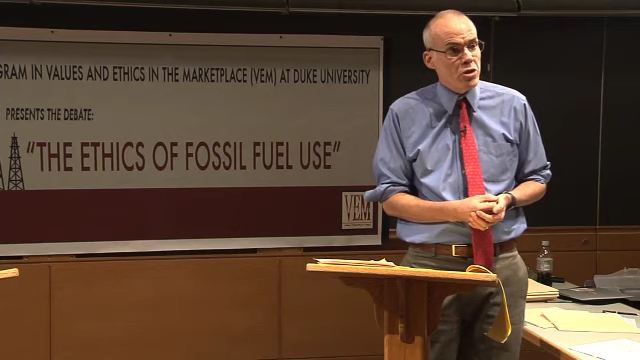 GRAM IN VALUES AND ETHICS IN THE MARKETPLACE (VEM) AT DUKE UNIVERSITY
PRESENTS THE DEBATE:
"THE ETHICS OF FOSSIL FUEL USE"
VEM